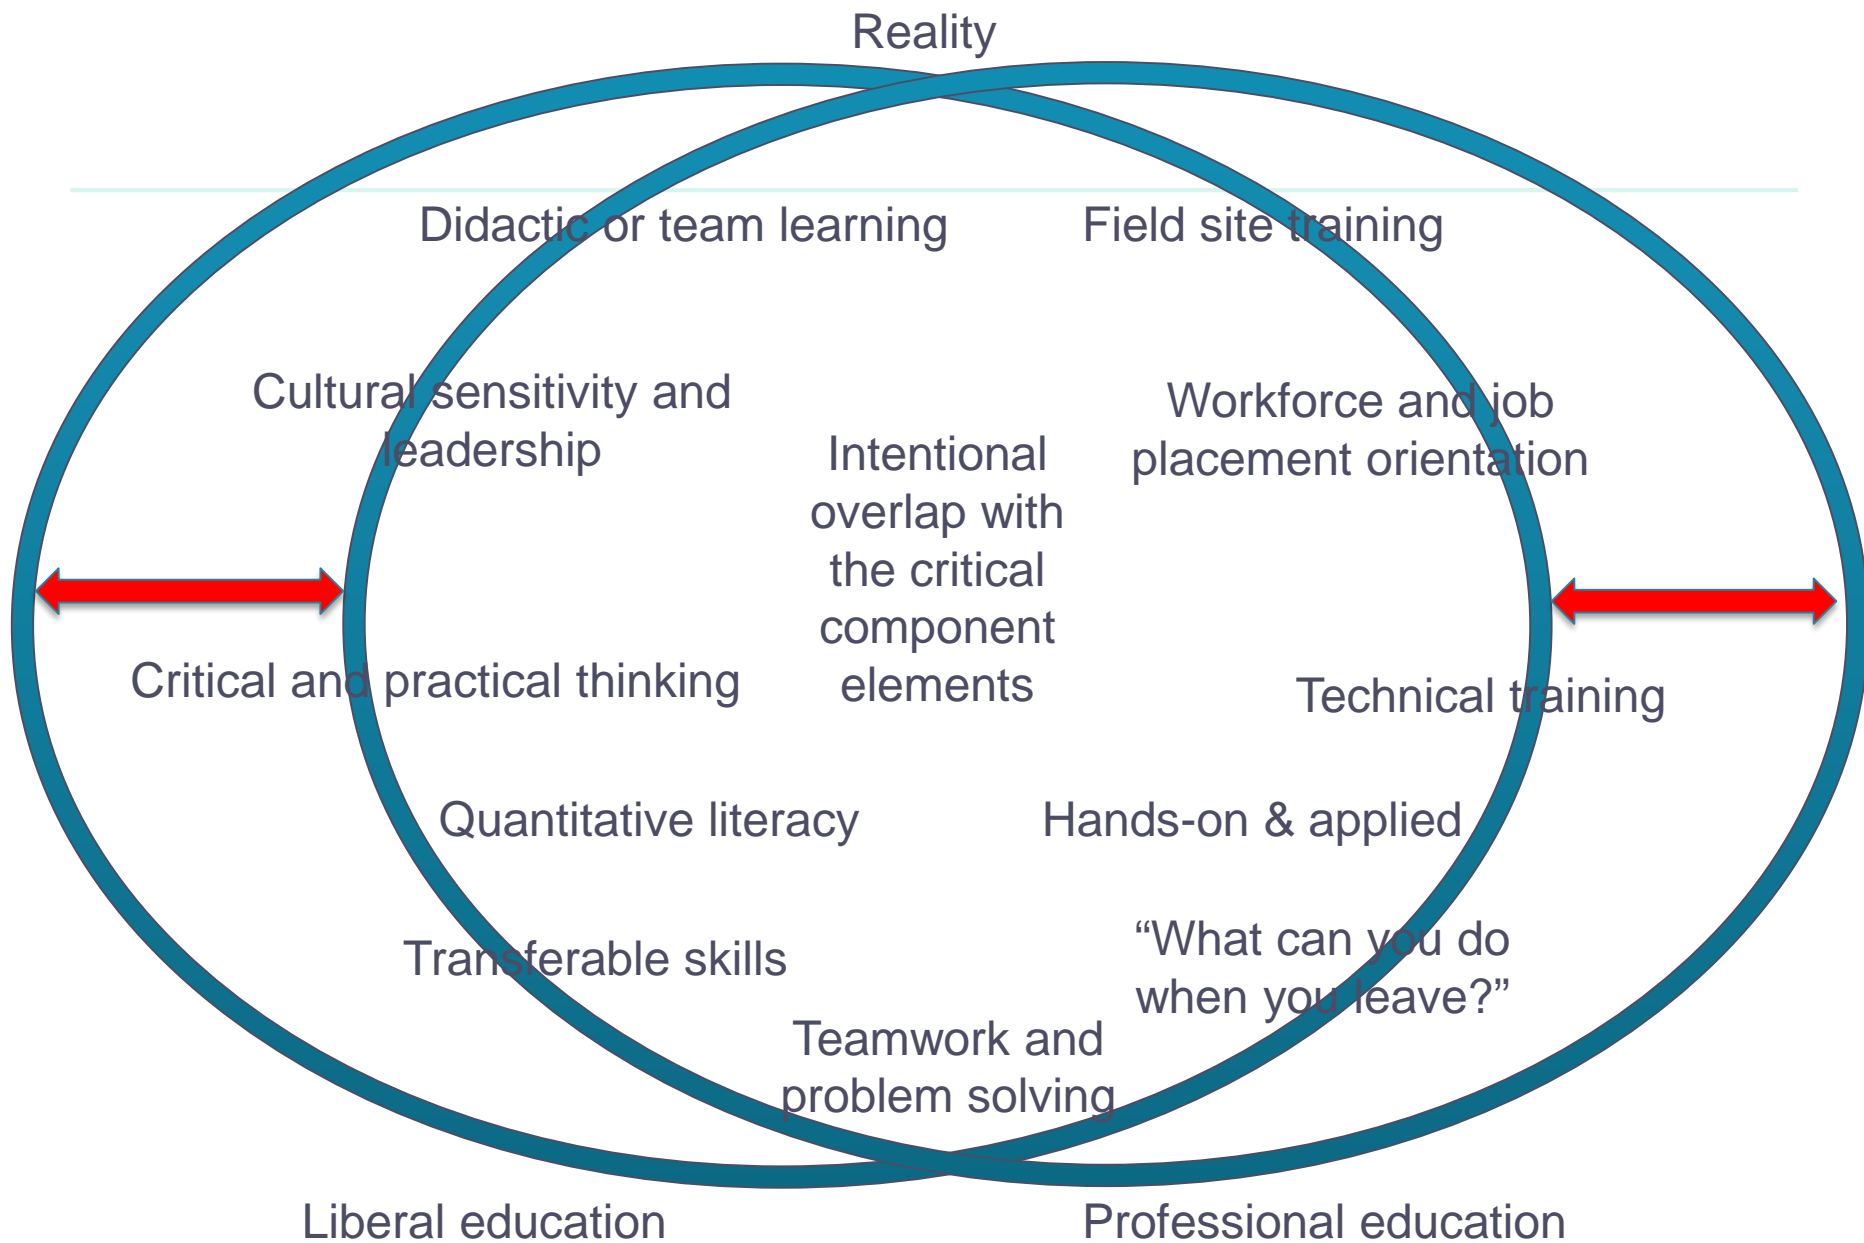 Reality
Didactic or team learning
Field site training
Cultural sensitivity and
leadership
Workforce and job
placement orientation
Intentional
overlap with
the critical
component
elements
Critical and practical thinking
Technical training
Quantitative literacy
Hands-on & applied
Transferable skills
“What can you do
when you leave?”
Teamwork and
problem solving
Liberal education
Professional education